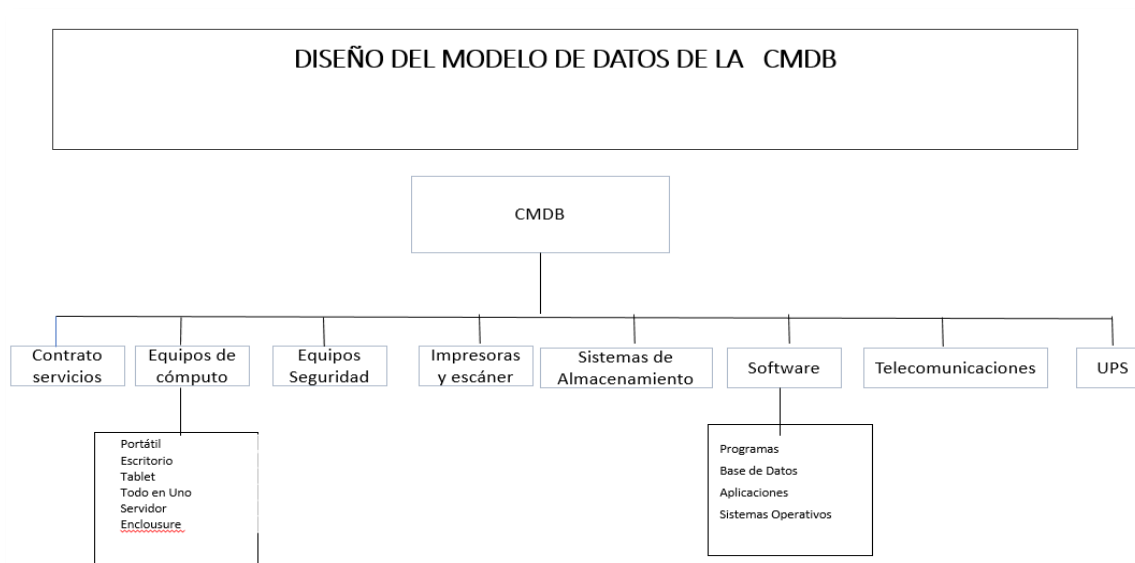 DISEÑO DEL MODELO DE DATOS DE LA CMDB
CMDB
Contrato
servicios
Equipos de
cómputo
Equipos
Seguridad
Impresoras
y escáner
Sistemas de
Almacenamiento
Software
Telecomunicaciones
UPS
Portátil
Escritorio
Tablet
Todo en Uno
Servidor
Enclousure
Programas
Base de Datos
Aplicaciones
Sistemas Operativos